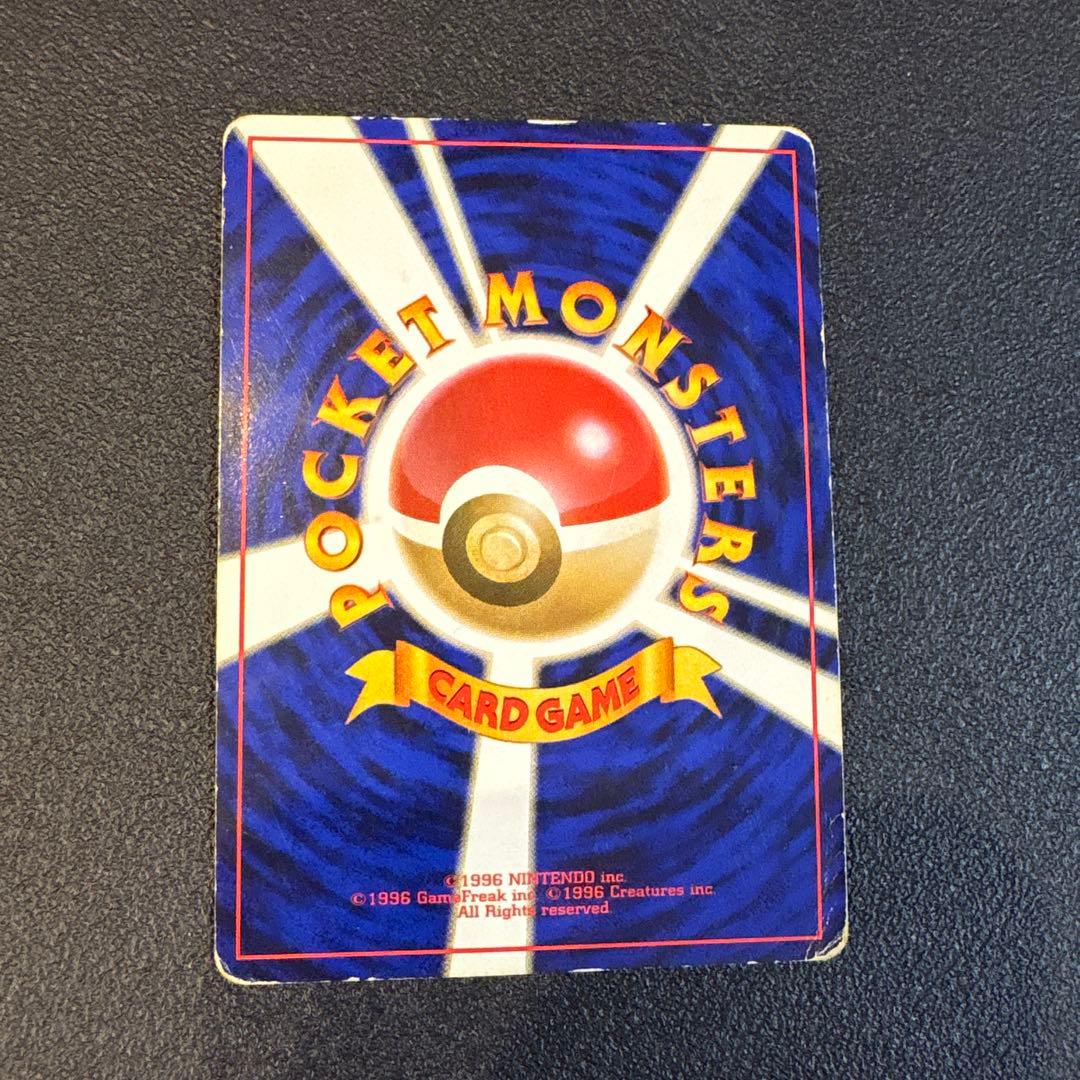 POCKET MONSTERS
CARD GAME
©1996 NINTENDO inc.
©1996 GameFreak inc. ©1996 Creatures inc.
All Rights reserved.